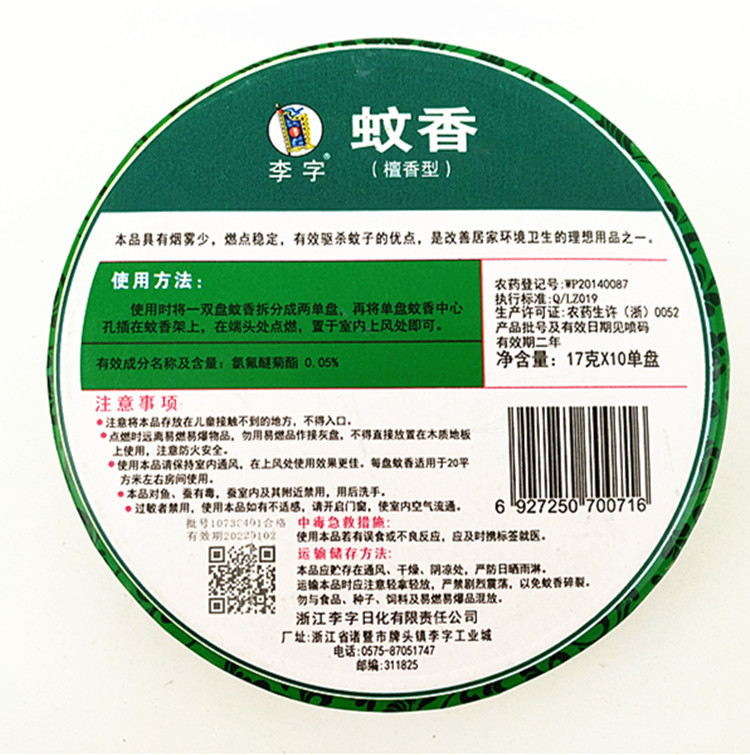 蚊香
李字®
（檀香型）
本品具有烟雾少，燃点稳定，有效驱杀蚊子的优点，是改善居家环境卫生的理想用品之一。
使用方法：
使用时将一双盘蚊香拆分成两单盘，再将单盘蚊香中心
孔插在蚊香架上，在端头处点燃，置于室内上风处即可。
有效成分名称及含量：氯氟醚菊酯 0.05%
农药登记号:WP20140087
执行标准:Q/LZ019
生产许可证:农药生许（浙）0052
产品批号及有效日期见喷码
有效期二年
净含量：17克X10单盘
注意事项:
●注意将本品存放在儿童接触不到的地方，不得入口。
●点燃时远离易燃易爆物品，勿用易燃品作接灰盘，不得直接放置在木质地板
上使用，注意防火安全。
●使用本品请保持室内通风，在上风处使用效果更佳。每盘蚊香适用于20平
方米左右房间使用。
●本品对鱼、蚕有毒，蚕室内及其附近禁用，用后洗手。
●过敏者禁用，使用本品如有不适感，请开启门窗，使室内空气流通。
6 927250 700716
合格
有效期
中毒急救措施:
使用本品若有误食或不良反应，应及时携标签就医。
运输储存方法:
本品应贮存在通风、干燥、阴凉处，严防日晒雨淋。
运输本品时应注意轻拿轻放，严禁剧烈震荡，以免蚊香碎裂。
勿与食品、种子、饲料及易燃易爆品混放。
浙江李字日化有限责任公司
厂址:浙江省诸暨市牌头镇李字工业城
电话:0575-87051747
邮编:311825